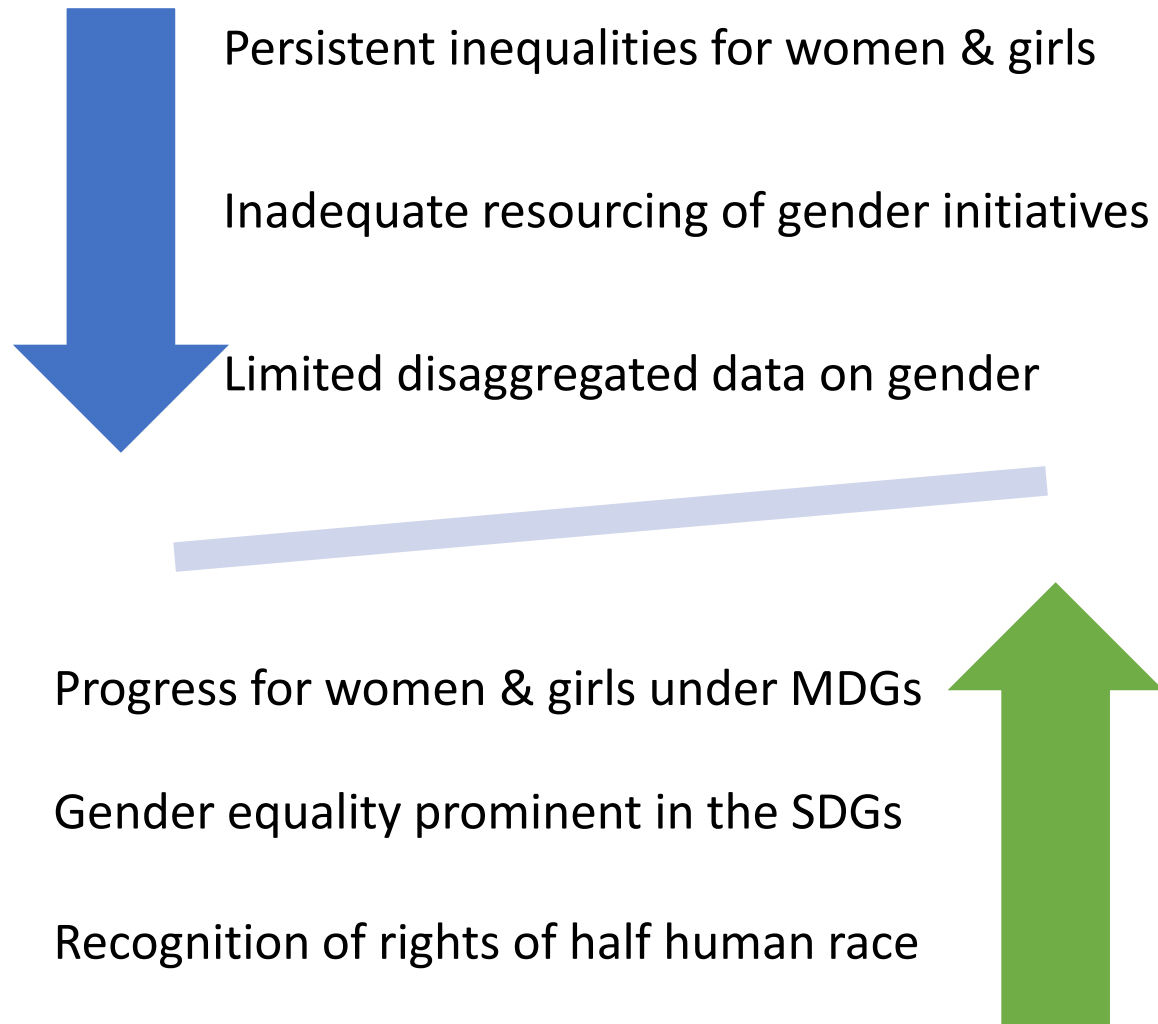 Persistent inequalities for women & girls
Inadequate resourcing of gender initiatives
Limited disaggregated data on gender
Progress for women & girls under MDGs
Gender equality prominent in the SDGs
Recognition of rights of half human race